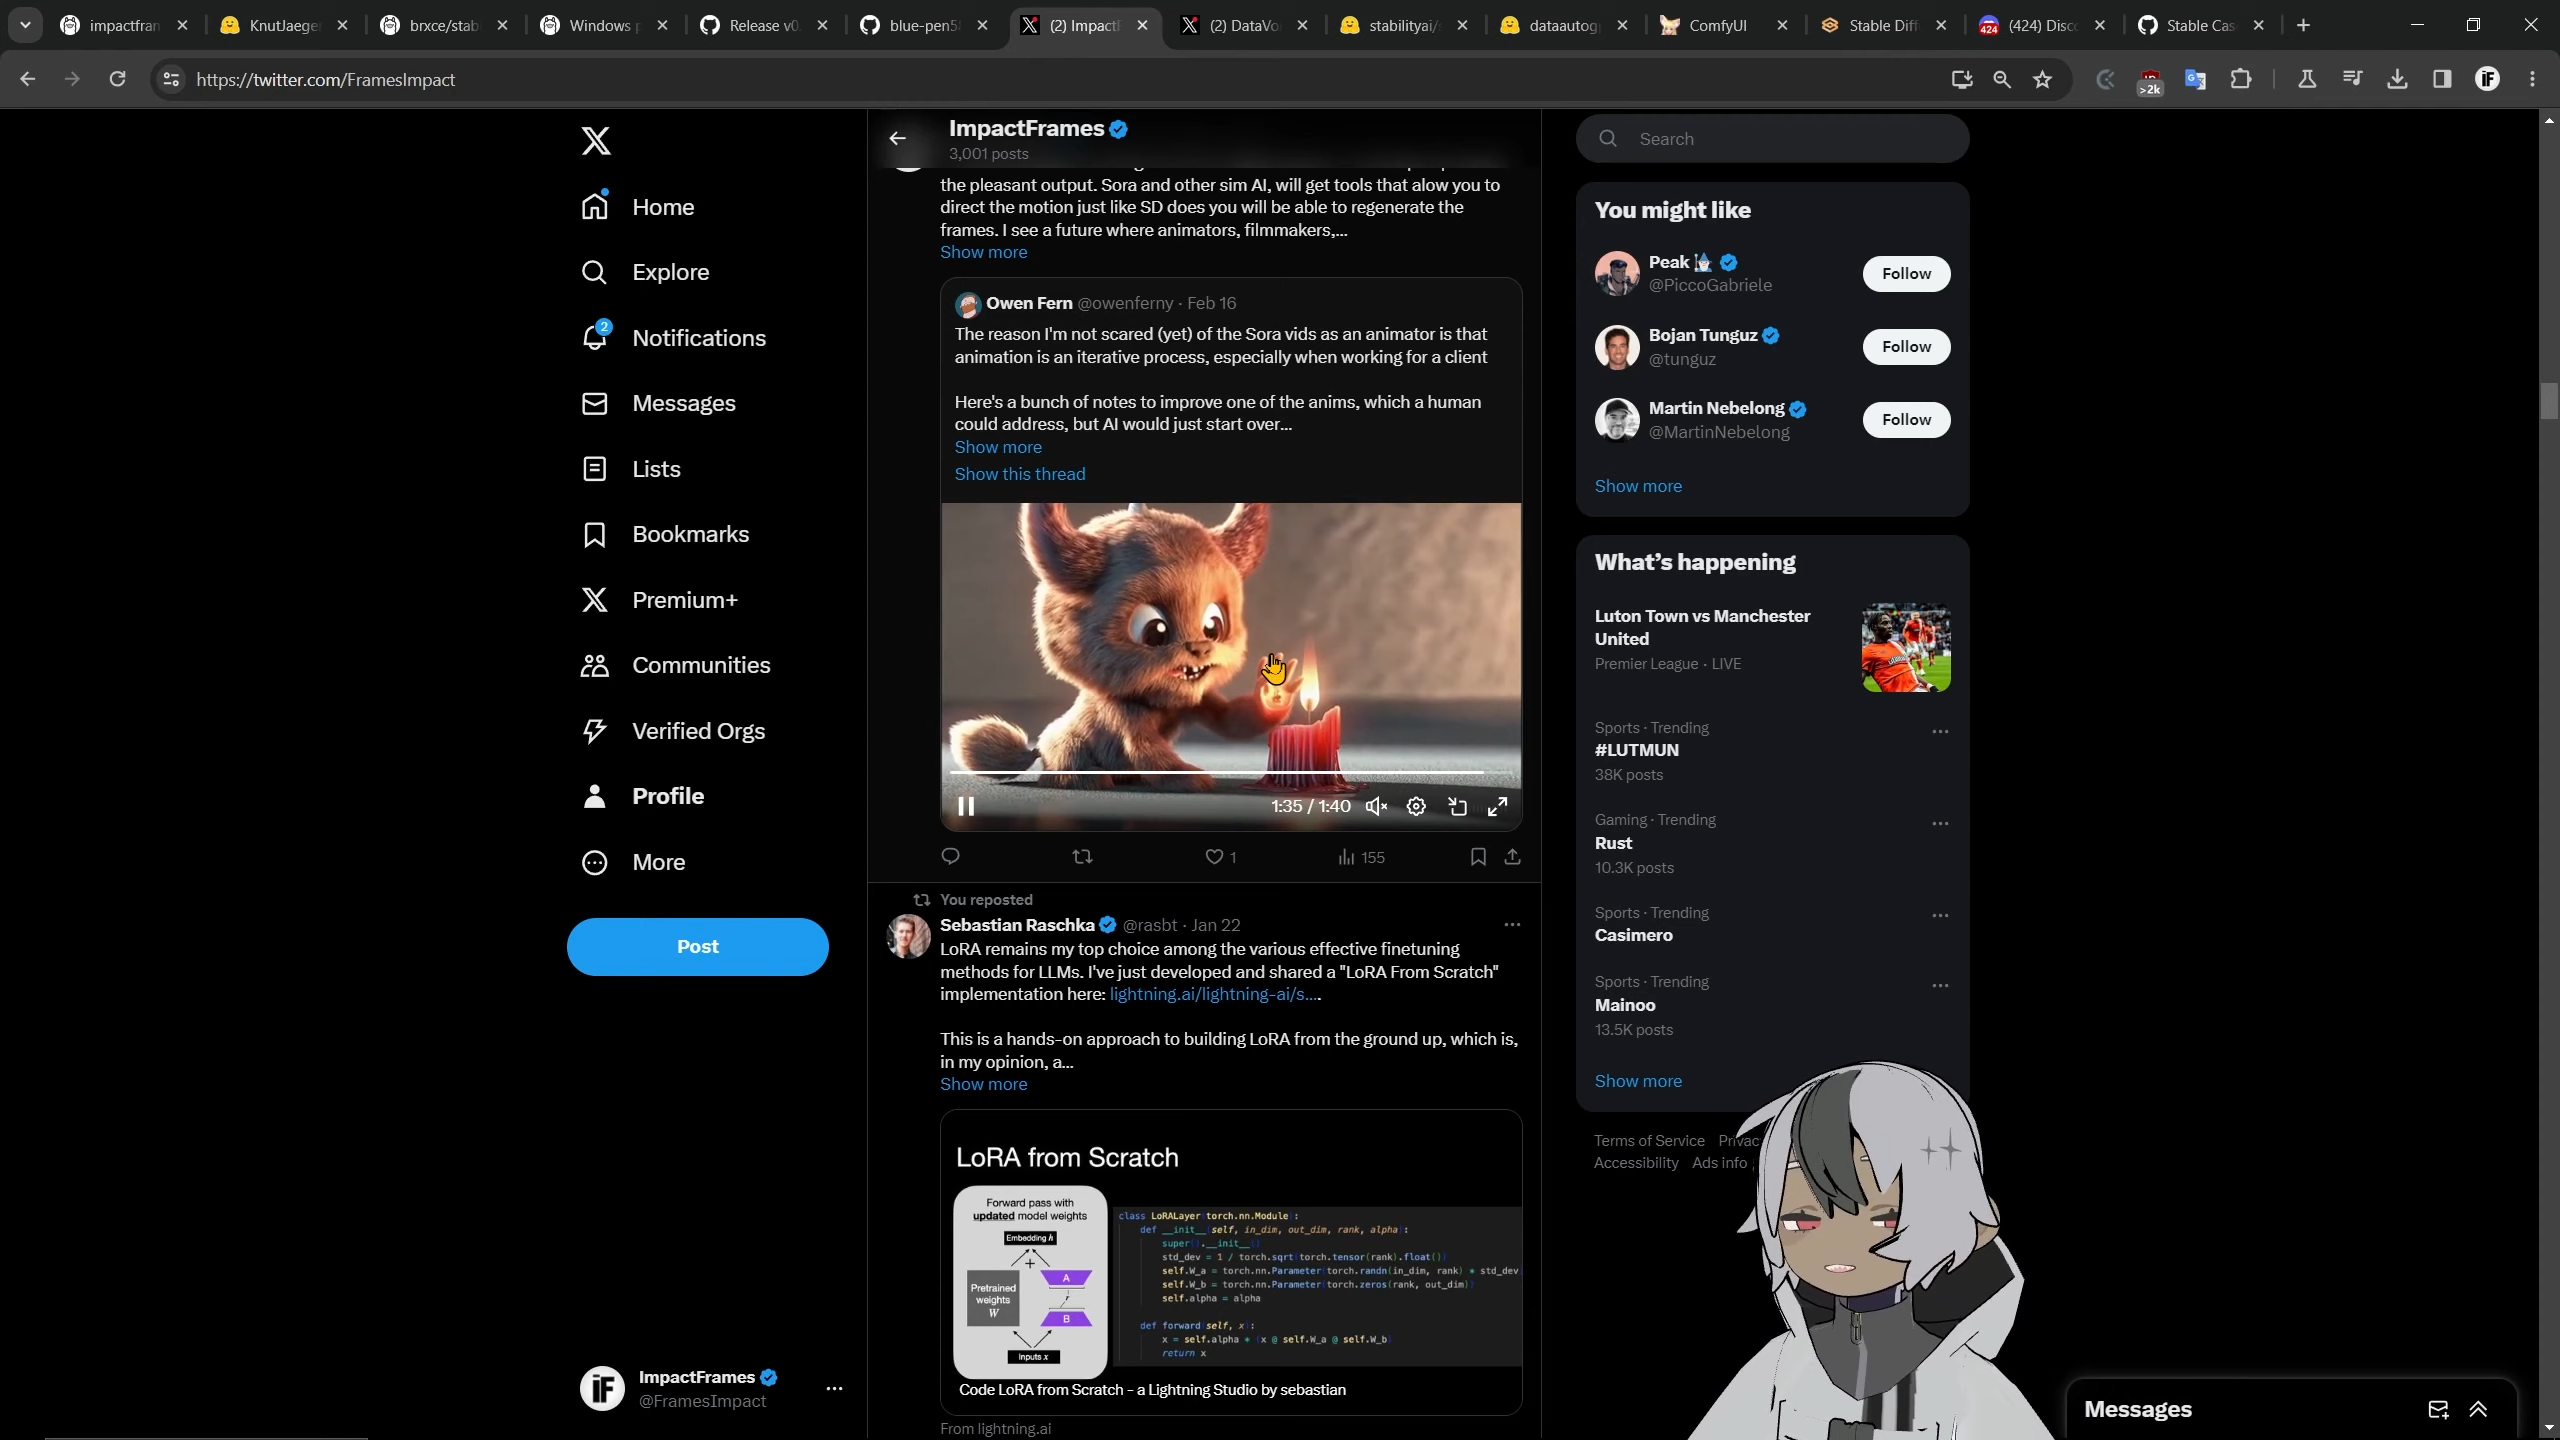 impactfran
KnutJaeger
brxce/stab
Windows p
Release v0.
blue-pen5
(2) ImpactF
(2) DataVo
stabilityai/s
dataautog
ComfyUI
Stable Diff
(424) Disc
Stable Cas
https://twitter.com/FramesImpact
>2k
Home
Explore
2
Notifications
Messages
Lists
Bookmarks
Premium+
Communities
Verified Orgs
Profile
More
Post
ImpactFrames
@FramesImpact
ImpactFrames
3,001 posts
the pleasant output. Sora and other sim AI, will get tools that alow you to
direct the motion just like SD does you will be able to regenerate the
frames. I see a future where animators, filmmakers,...
Show more
Owen Fern @owenferny · Feb 16
The reason I'm not scared (yet) of the Sora vids as an animator is that
animation is an iterative process, especially when working for a client
Here's a bunch of notes to improve one of the anims, which a human
could address, but AI would just start over...
Show more
Show this thread
1:35 / 1:40
1
155
You reposted
Sebastian Raschka @rasbt · Jan 22
LoRA remains my top choice among the various effective finetuning
methods for LLMs. I've just developed and shared a "LoRA From Scratch"
implementation here: lightning.ai/lightning-ai/s....
This is a hands-on approach to building LoRA from the ground up, which is,
in my opinion, a...
Show more
LoRA from Scratch
Forward pass with
updated model weights
Embedding h
Pretrained
weights
W
A
r
B
Inputs x
class LoRALayer(torch.nn.Module):
def __init__(self, in_dim, out_dim, rank, alpha):
super().__init__()
std_dev = 1 / torch.sqrt(torch.tensor(rank).float())
self.W_a = torch.nn.Parameter(torch.randn(in_dim, rank) * std_dev
self.W_b = torch.nn.Parameter(torch.zeros(rank, out_dim))
self.alpha = alpha
def forward(self, x):
x = self.alpha * (x @ self.W_a @ self.W_b)
return x
Code LoRA from Scratch - a Lightning Studio by sebastian
From lightning.ai
Search
You might like
Peak
@PiccoGabriele
Follow
Bojan Tunguz
@tunguz
Follow
Martin Nebelong
@MartinNebelong
Follow
Show more
What's happening
Luton Town vs Manchester
United
Premier League · LIVE
Sports · Trending
#LUTMUN
38K posts
Gaming · Trending
Rust
10.3K posts
Sports · Trending
Casimero
Sports · Trending
Mainoo
13.5K posts
Show more
Terms of Service Privac
Accessibility Ads info
Messages